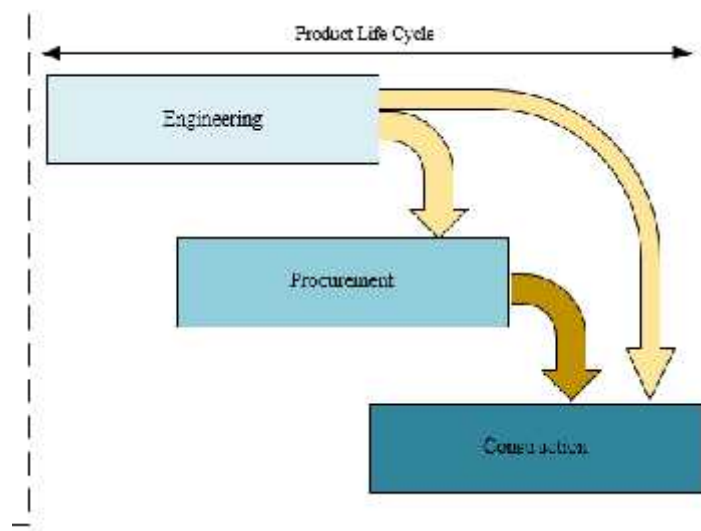 Product Life Cycle
Engineering
Procurement
Construction